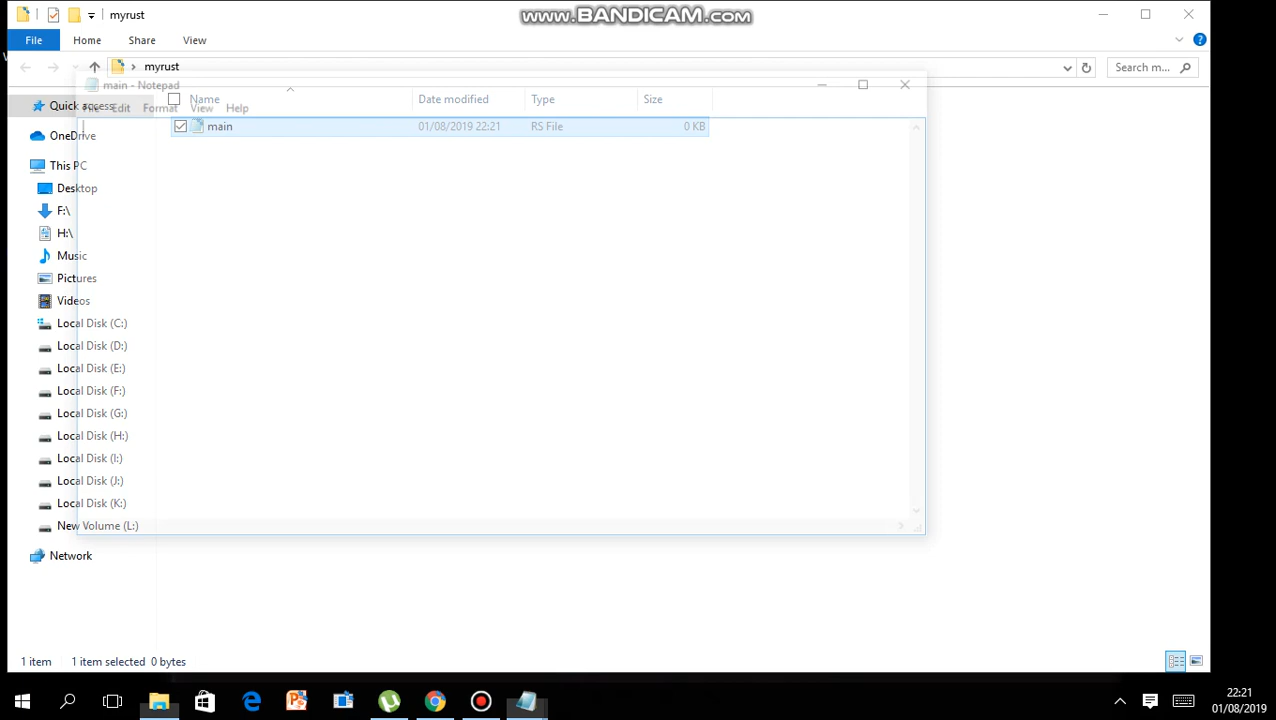 myrust
www.BANDICAM.com
File Home Share View
myrust
Search m...
main - Notepad
File Edit Format View Help
Name Date modified Type Size
main 01/08/2019 22:21 RS File 0 KB
Quick access
OneDrive
This PC
Desktop
F:\
H:\
Music
Pictures
Videos
Local Disk (C:)
Local Disk (D:)
Local Disk (E:)
Local Disk (F:)
Local Disk (G:)
Local Disk (H:)
Local Disk (I:)
Local Disk (J:)
Local Disk (K:)
New Volume (L:)
Network
1 item 1 item selected 0 bytes
22:21
01/08/2019